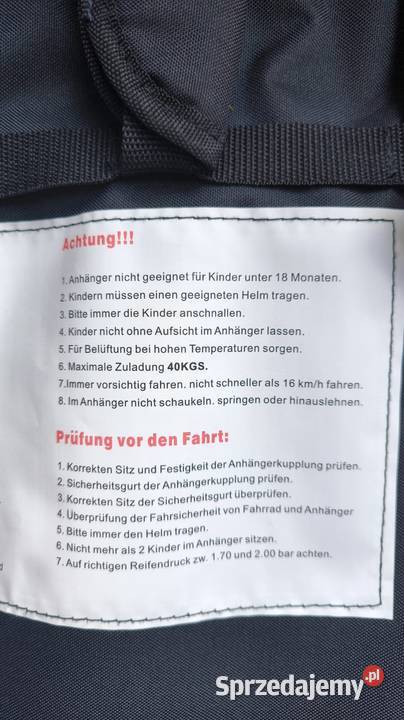 Achtung!!!
1. Anhänger nicht geeignet für Kinder unter 18 Monaten.
2. Kindern müssen einen geeigneten Helm tragen.
3. Bitte immer die Kinder anschnallen.
4. Kinder nicht ohne Aufsicht im Anhänger lassen.
5. Für Belüftung bei hohen Temperaturen sorgen.
6. Maximale Zuladung 40KGS.
7.Immer vorsichtig fahren. nicht schneller als 16 km/h fahren.
8. Im Anhänger nicht schaukeln. springen oder hinauslehnen.
Prüfung vor den Fahrt:
1. Korrekten Sitz und Festigkeit der Anhängerkupplung prüfen.
2. Sicherheitsgurt der Anhängerkupplung prüfen.
3. Korrekten Sitz der Sicherheitsgurt überprüfen.
4. Überprüfung der Fahrsicherheit von Fahrrad und Anhänger
5. Bitte immer den Helm tragen.
6. Nicht mehr als 2 Kinder im Anhänger sitzen.
7. Auf richtigen Reifendruck zw. 1.70 und 2.00 bar achten.
Sprzedajemy.pl